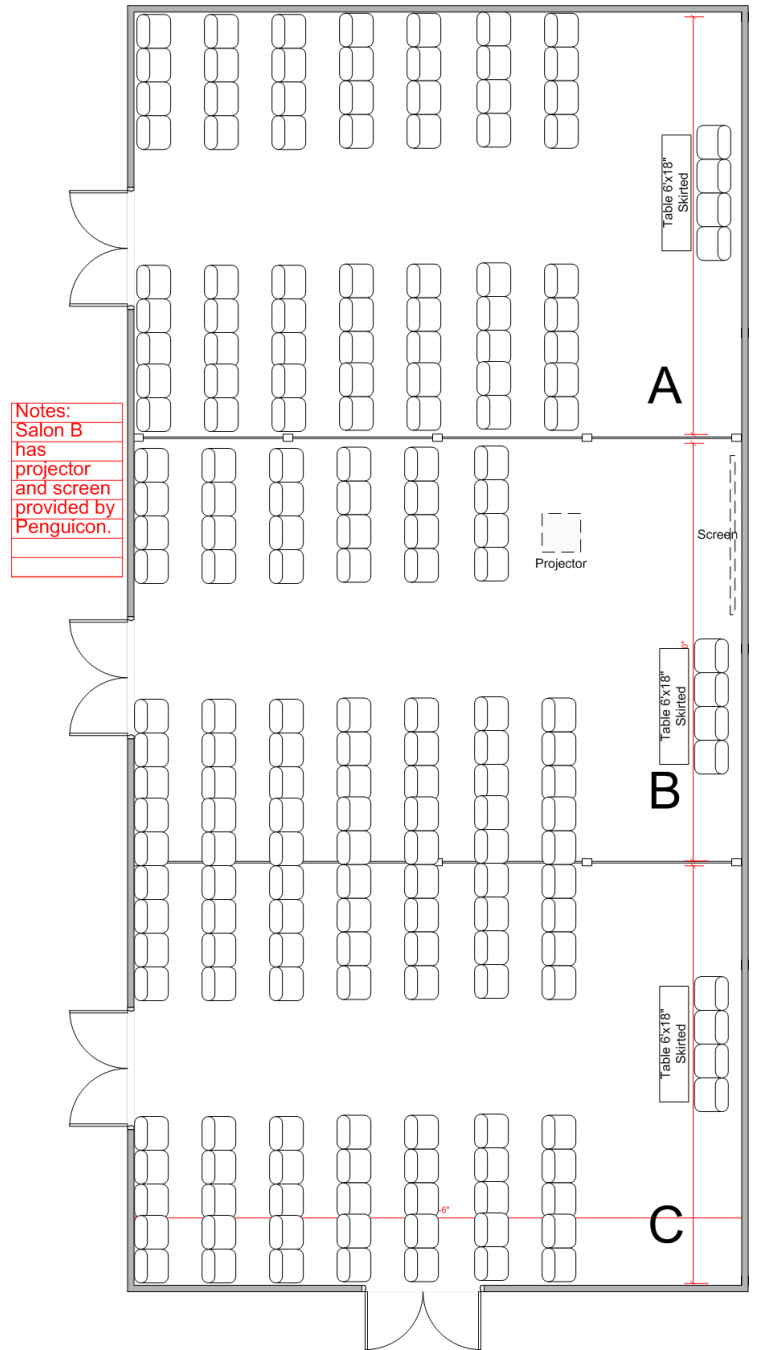 Table 6'x18"
Skirted
A
Notes:
Salon B
has
projector
and screen
provided by
Penguicon.
Screen
Projector
Table 6'x18"
Skirted
B
Table 6'x18"
Skirted
-6"
C